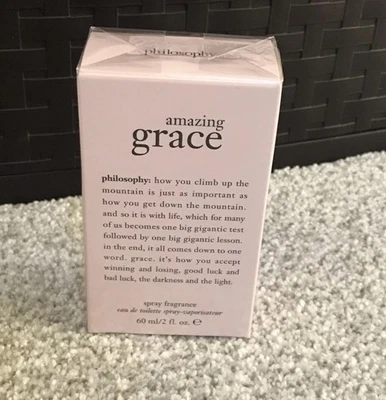 philosophy
amazing
grace
philosophy: how you climb up the
mountain is just as important as
how you get down the mountain.
and so it is with life, which for many
of us becomes one big gigantic test
followed by one big gigantic lesson.
in the end, it all comes down to one
word. grace. it's how you accept
winning and losing, good luck and
bad luck, the darkness and the light.
spray fragrance
eau de toilette spray-vaporisateur
60 ml/2 fl. oz. ℮